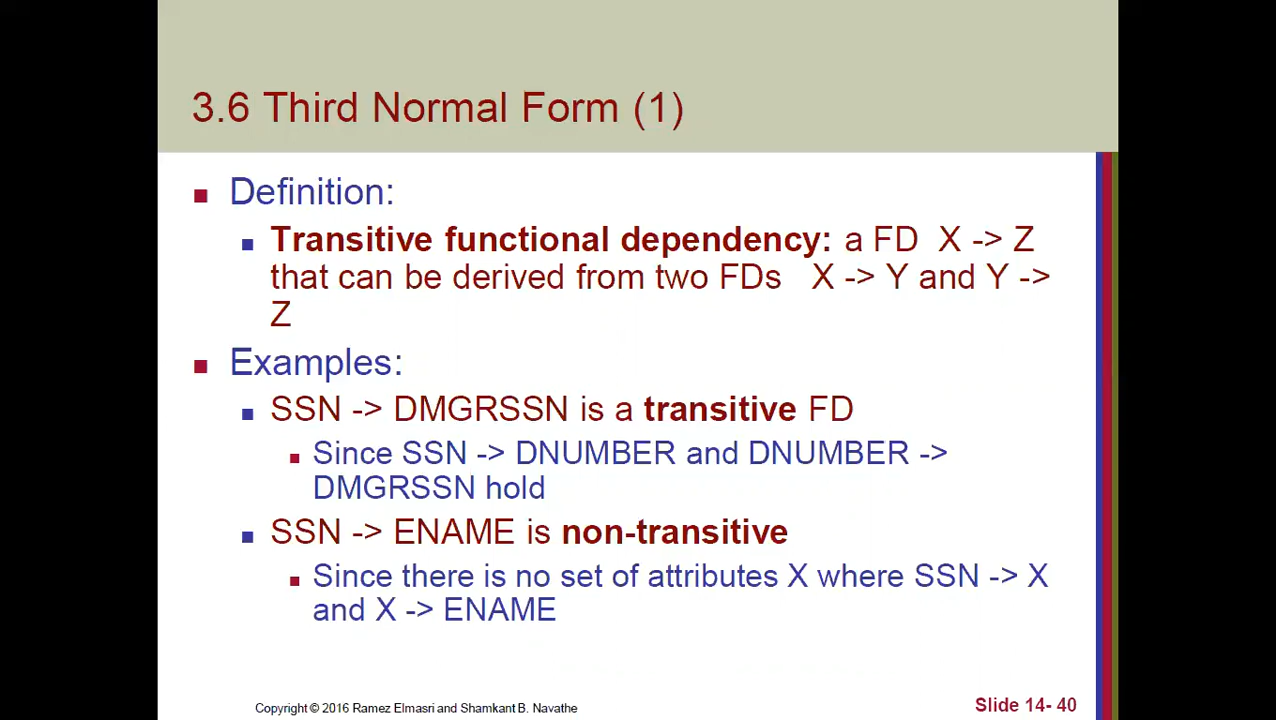 3.6 Third Normal Form (1)
Definition:
Transitive functional dependency: a FD X -> Z
that can be derived from two FDs X -> Y and Y ->
Z
Examples:
SSN -> DMGRSSN is a transitive FD
Since SSN -> DNUMBER and DNUMBER ->
DMGRSSN hold
SSN -> ENAME is non-transitive
Since there is no set of attributes X where SSN -> X
and X -> ENAME
Copyright © 2016 Ramez Elmasri and Shamkant B. Navathe
Slide 14- 40